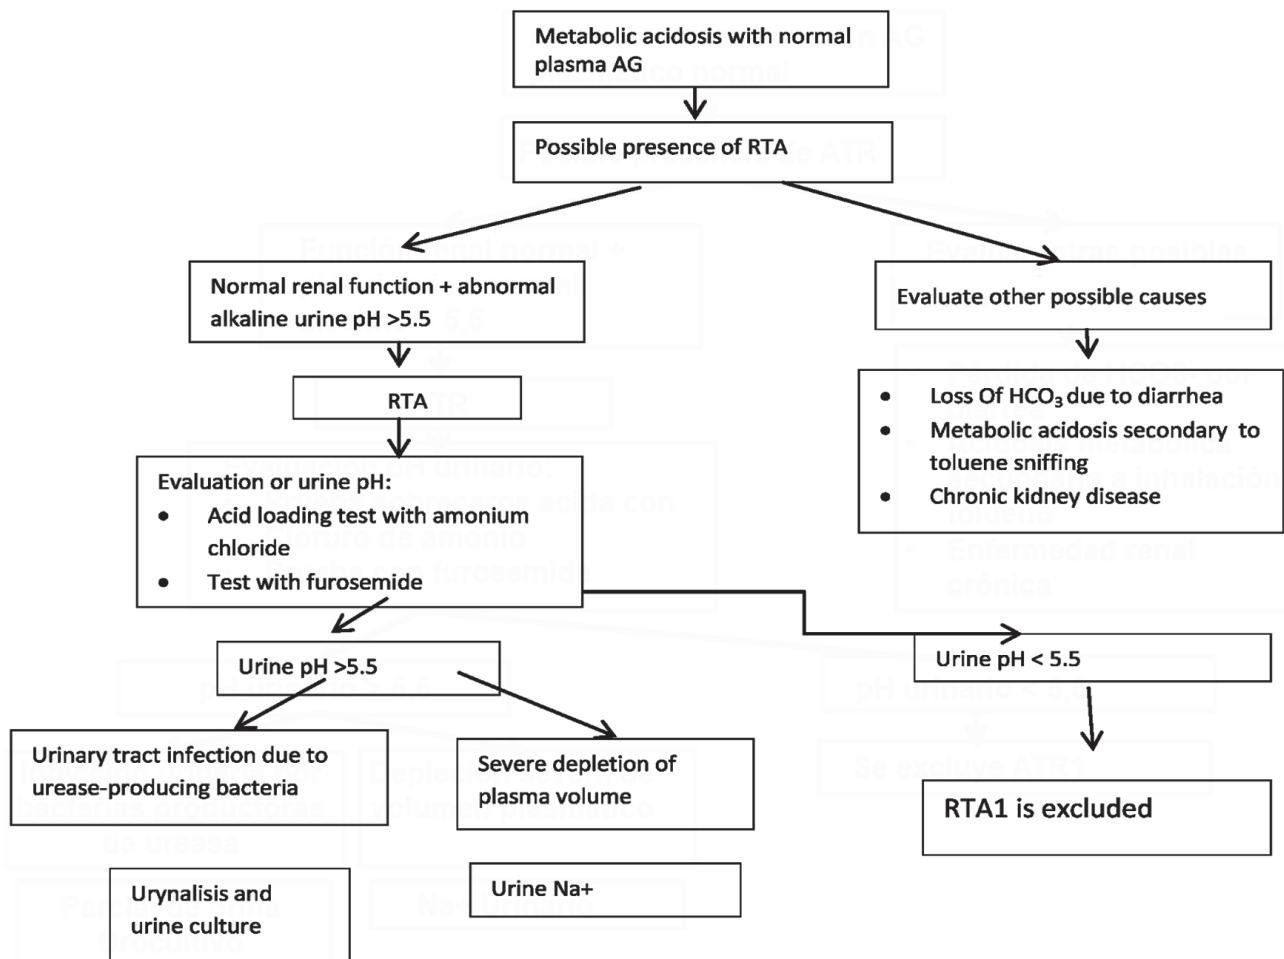 Metabolic acidosis with normal
plasma AG
Possible presence of RTA
Normal renal function + abnormal
alkaline urine pH >5.5
Evaluate other possible causes
RTA
• Loss Of HCO₃ due to diarrhea
• Metabolic acidosis secondary to
toluene sniffing
• Chronic kidney disease
Evaluation or urine pH:
• Acid loading test with amonium
chloride
• Test with furosemide
Urine pH >5.5
Urine pH < 5.5
Urinary tract infection due to
urease-producing bacteria
Severe depletion of
plasma volume
RTA1 is excluded
Urynalisis and
urine culture
Urine Na+